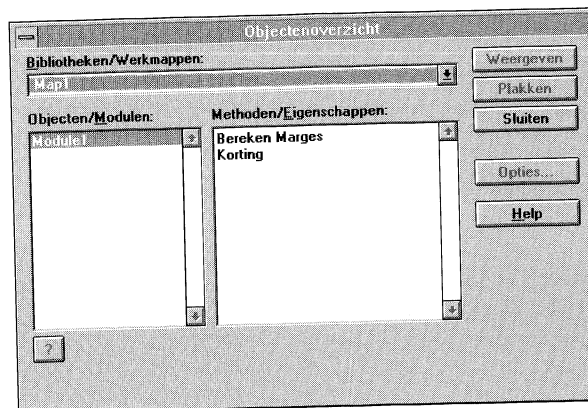 Objectenoverzicht
Bibliotheken/Werkmappen:
Map1
Objecten/Modulen:
Module1
Methoden/Eigenschappen:
Bereken Marges
Korting
Weergeven
Plakken
Sluiten
Opties...
Help
?